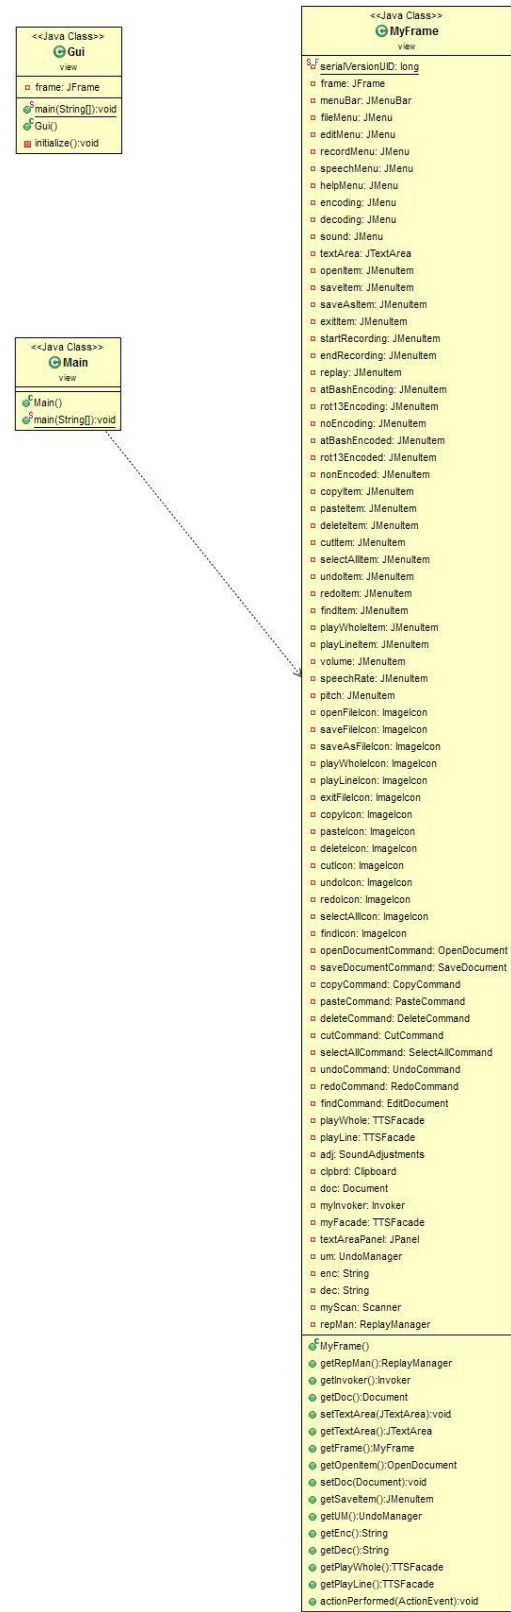 <<Java Class>>
Gui
view
frame: JFrame
main(String[]):void
Gui()
initialize():void
<<Java Class>>
Main
view
Main()
main(String[]):void
<<Java Class>>
MyFrame
view
serialVersionUID: long
frame: JFrame
menuBar: JMenuBar
fileMenu: JMenu
editMenu: JMenu
recordMenu: JMenu
speechMenu: JMenu
helpMenu: JMenu
encoding: JMenu
decoding: JMenu
sound: JMenu
textArea: JTextArea
openItem: JMenuItem
saveItem: JMenuItem
saveAsItem: JMenuItem
exitItem: JMenuItem
startRecording: JMenuItem
endRecording: JMenuItem
replay: JMenuItem
atBashEncoding: JMenuItem
rot13Encoding: JMenuItem
noEncoding: JMenuItem
atBashEncoded: JMenuItem
rot13Encoded: JMenuItem
nonEncoded: JMenuItem
copyItem: JMenuItem
pasteItem: JMenuItem
deleteItem: JMenuItem
cutItem: JMenuItem
selectAllItem: JMenuItem
undoItem: JMenuItem
redoItem: JMenuItem
findItem: JMenuItem
playWholeItem: JMenuItem
playLineItem: JMenuItem
volume: JMenuItem
speechRate: JMenuItem
pitch: JMenuItem
openFileIcon: ImageIcon
saveFileIcon: ImageIcon
saveAsFileIcon: ImageIcon
playWholeIcon: ImageIcon
playLineIcon: ImageIcon
exitFileIcon: ImageIcon
copyIcon: ImageIcon
pasteIcon: ImageIcon
deleteIcon: ImageIcon
cutIcon: ImageIcon
undoIcon: ImageIcon
redoIcon: ImageIcon
selectAllIcon: ImageIcon
findIcon: ImageIcon
openDocumentCommand: OpenDocument
saveDocumentCommand: SaveDocument
copyCommand: CopyCommand
pasteCommand: PasteCommand
deleteCommand: DeleteCommand
cutCommand: CutCommand
selectAllCommand: SelectAllCommand
undoCommand: UndoCommand
redoCommand: RedoCommand
findCommand: EditDocument
playWhole: TTSFacade
playLine: TTSFacade
adj: SoundAdjustments
clpbrd: Clipboard
doc: Document
myInvoker: Invoker
myFacade: TTSFacade
textAreaPanel: JPanel
um: UndoManager
enc: String
dec: String
myScan: Scanner
repMan: ReplayManager
MyFrame()
getRepMan():ReplayManager
getInvoker():Invoker
getDoc():Document
setTextArea(JTextArea):void
getTextArea():JTextArea
getFrame():MyFrame
getOpenItem():OpenDocument
setDoc(Document):void
getSaveItem():JMenuItem
getUM():UndoManager
getEnc():String
getDec():String
getPlayWhole():TTSFacade
getPlayLine():TTSFacade
actionPerformed(ActionEvent):void